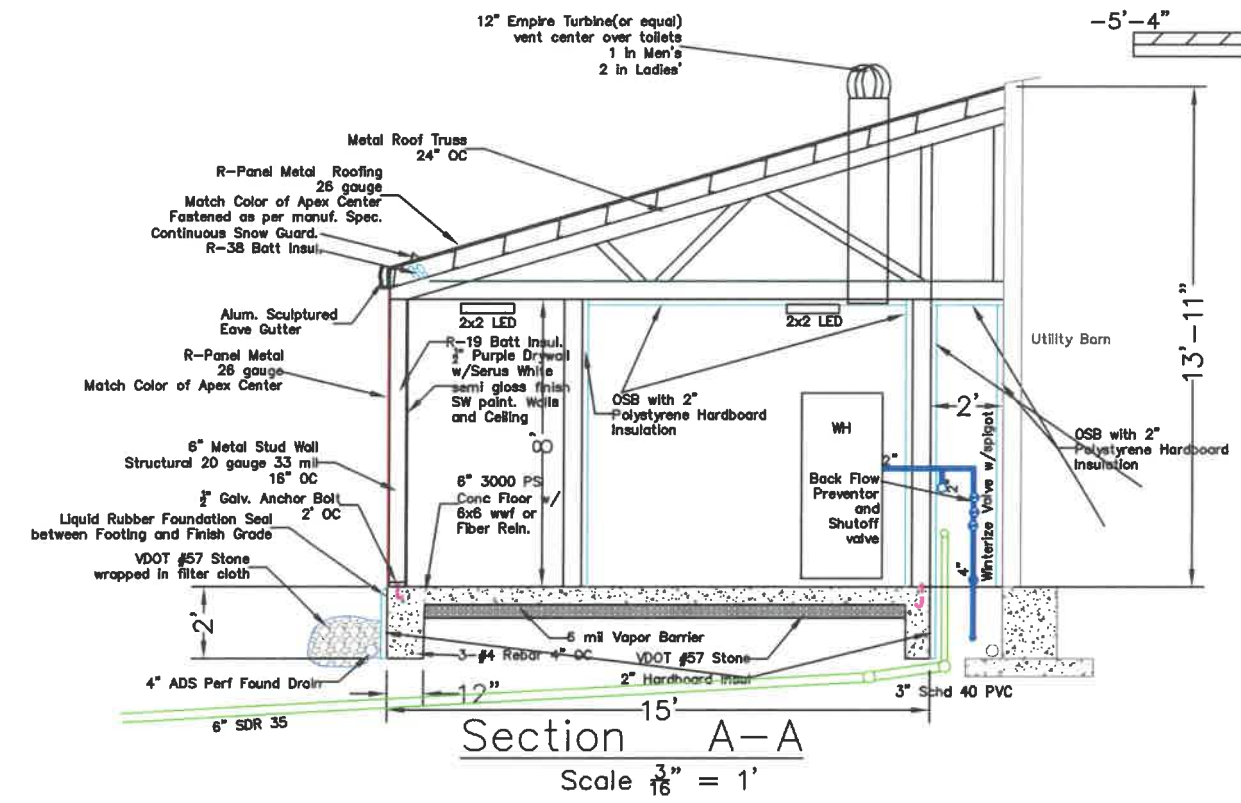 12" Empire Turbine(or equal)
vent center over toilets
1 in Men's
2 in Ladies'
-5'-4"
Metal Roof Truss
24" OC
R-Panel Metal Roofing
26 gauge
Match Color of Apex Center
Fastened as per manuf. Spec.
Continuous Snow Guard.
R-38 Batt Insul.
Alum. Sculptured
Eave Gutter
R-Panel Metal
26 gauge
Match Color of Apex Center
6" Metal Stud Wall
Structural 20 gauge 33 mil
16" OC
½" Galv. Anchor Bolt
2' OC
Liquid Rubber Foundation Seal
between Footing and Finish Grade
VDOT #57 Stone
wrapped in filter cloth
2'
4" ADS Perf Found Drain
6" SDR 35
2x2 LED
2x2 LED
R-19 Batt Insul.
½" Purple Drywall
w/Serus White
semi gloss finish
SW paint. Walls
and Ceiling
8'
OSB with 2"
Polystyrene Hardboard
Insulation
6" 3000 PS
Conc Floor w/
6x6 wwf or
Fiber Rein.
WH
Back Flow
Preventor
and
Shutoff
valve
2"
2"
4"
Winterize Valve w/spigot
2'
Utility Barn
13'-11"
OSB with 2"
Polystyrene Hardboard
Insulation
6 mil Vapor Barrier
3-#4 Rebar 4" OC
VDOT #57 Stone
2" Hardboard Insul
3" Schd 40 PVC
12"
15'
Section A-A
Scale 3/16" = 1'